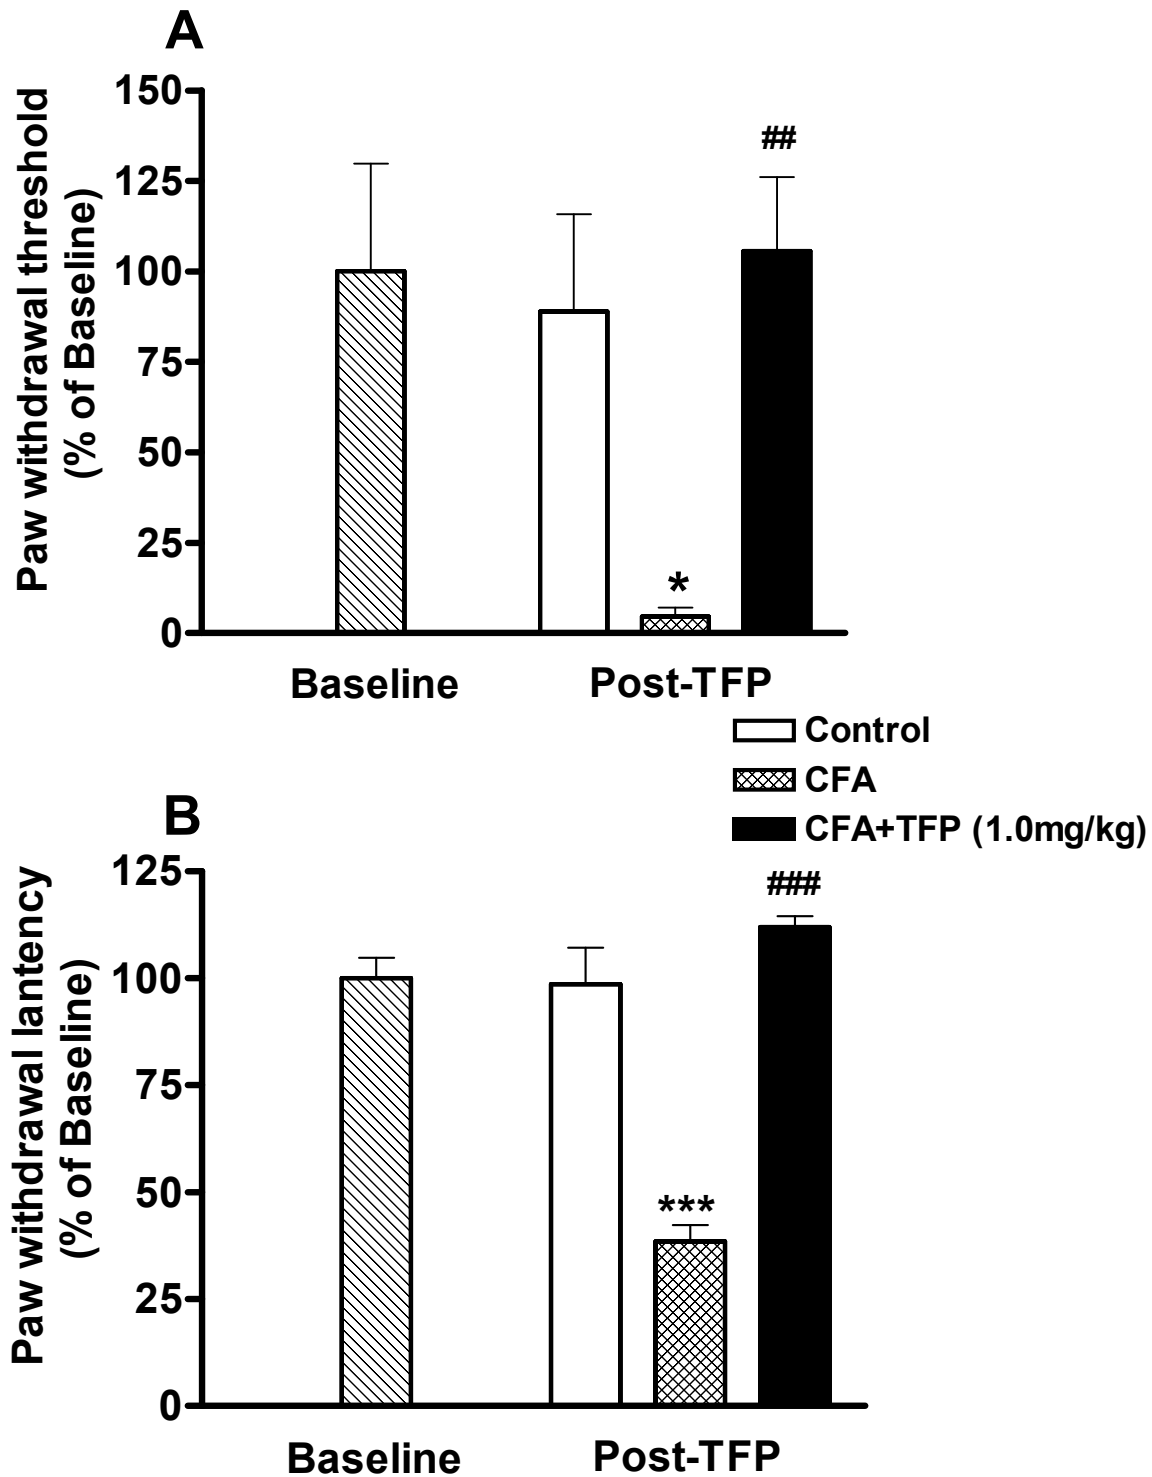 A
Paw withdrawal threshold
(% of Baseline)
150
125
100
75
50
25
0
##
*
Baseline
Post-TFP
Control
CFA
CFA+TFP (1.0mg/kg)
B
Paw withdrawal lantency
(% of Baseline)
125
100
75
50
25
0
###
***
Baseline
Post-TFP